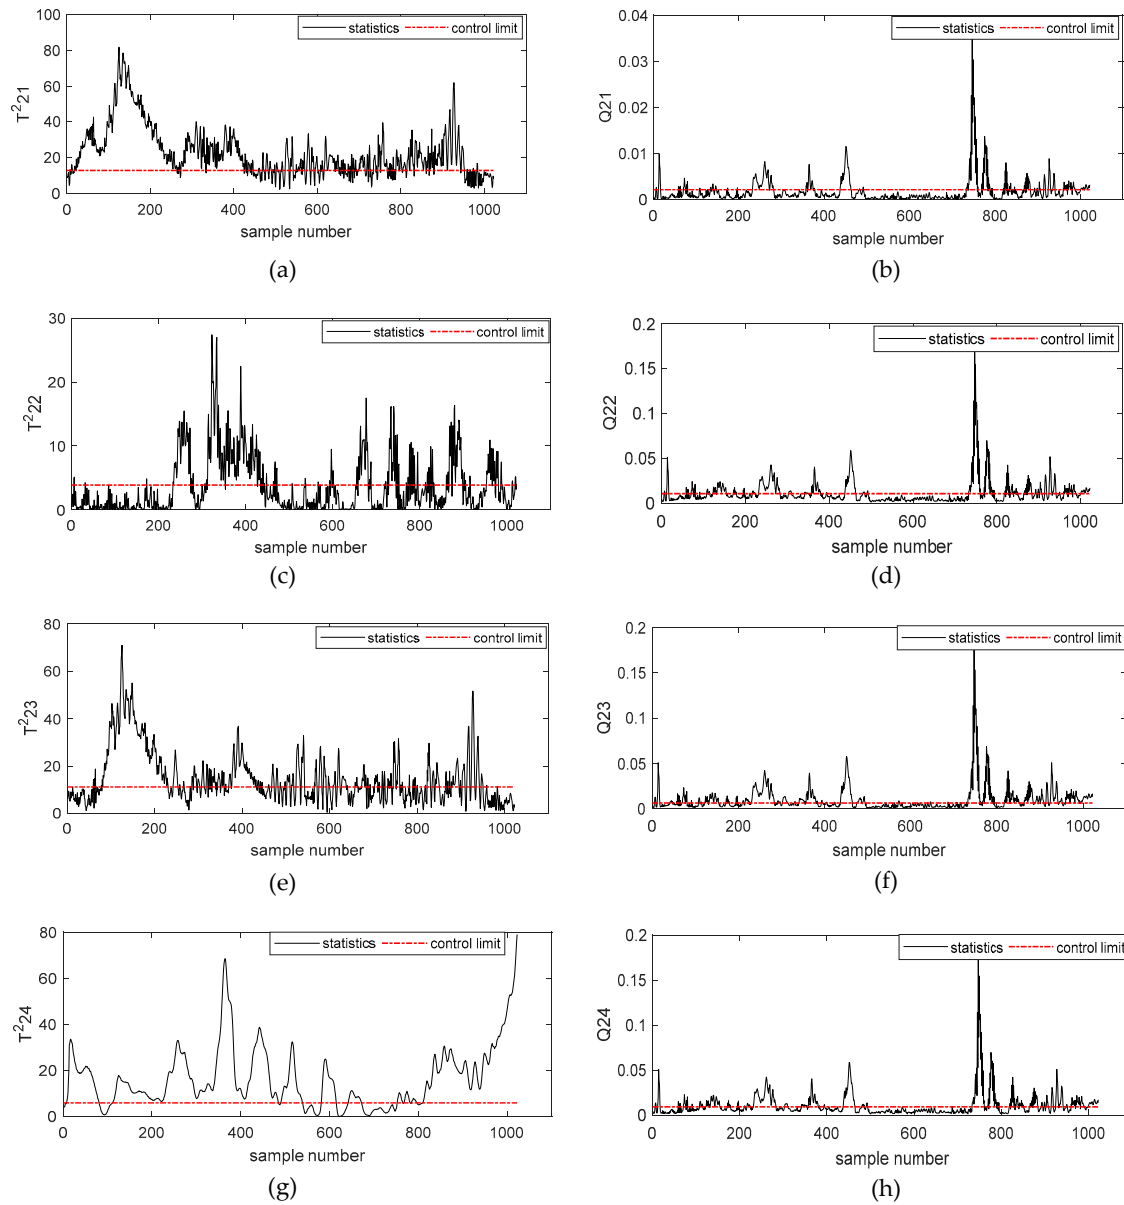 100
80
60
40
20
0
T²21
statistics
control limit
0 200 400 600 800 1000
sample number
(a)
0.04
0.03
0.02
0.01
0
Q21
statistics
control limit
0 200 400 600 800 1000
sample number
(b)
30
20
10
0
T²22
statistics
control limit
0 200 400 600 800 1000
sample number
(c)
0.2
0.15
0.1
0.05
0
Q22
statistics
control limit
0 200 400 600 800 1000
sample number
(d)
80
60
40
20
0
T²23
statistics
control limit
0 200 400 600 800 1000
sample number
(e)
0.2
0.15
0.1
0.05
0
Q23
statistics
control limit
0 200 400 600 800 1000
sample number
(f)
80
60
40
20
0
T²24
statistics
control limit
0 200 400 600 800 1000
sample number
(g)
0.2
0.15
0.1
0.05
0
Q24
statistics
control limit
0 200 400 600 800 1000
sample number
(h)